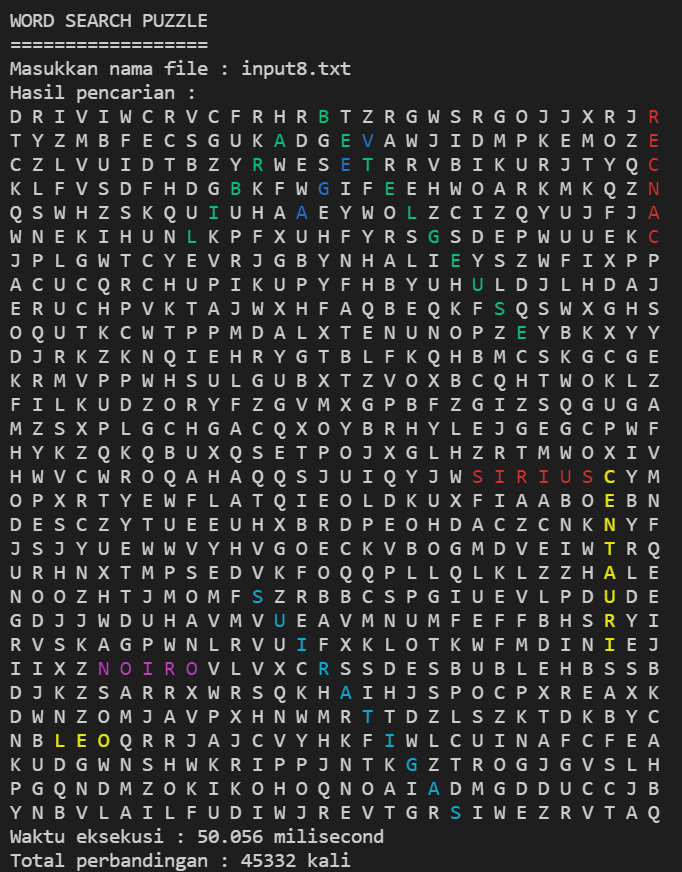 WORD SEARCH PUZZLE
==================
Masukkan nama file : input8.txt
Hasil pencarian :
D R I V I W C R V C F R H R B T Z R G W S R G O J J X R J R
T Y Z M B F E C S G U K A D G E V A W J I D M P K E M O Z E
C Z L V U I D T B Z Y R W E S E T R R V B I K U R J T Y Q C
K L F V S D F H D G B K F W G I F E E H W O A R K M K Q Z N
Q S W H Z S K Q U I U H A A E Y W O L Z C I Z Q Y U J F J A
W N E K I H U N L K P F X U H F Y R S G S D E P W U U E K C
J P L G W T C Y E V R J G B Y N H A L I E Y S Z W F I X P P
A C U C Q R C H U P I K U P Y F H B Y U H U L D J L H D A J
E R U C H P V K T A J W X H F A Q B E Q K F S Q S W X G H S
O Q U T K C W T P P M D A L X T E N U N O P Z E Y B K X Y Y
D J R K Z K N Q I E H R Y G T B L F K Q H B M C S K G C G E
K R M V P P W H S U L G U B X T Z V O X B C Q H T W O K L Z
F I L K U D Z O R Y F Z G V M X G P B F Z G I Z S Q G U G A
M Z S X P L G C H G A C Q X O Y B R H Y L E J G E G C P W F
H Y K Z Q K Q B U X Q S E T P O J X G L H Z R T M W O X I V
H W V C W R O Q A H A Q Q S J U I Q Y J W S I R I U S C Y M
O P X R T Y E W F L A T Q I E O L D K U X F I A A B O E B N
D E S C Z Y T U E E U H X B R D P E O H D A C Z C N K N Y F
J S J Y U E W W V Y H V G O E C K V B O G M D V E I W T R Q
U R H N X T M P S E D V K F O Q Q P L L Q L K L Z Z H A L E
N O O Z H T J M O M F S Z R B B C S P G I U E V L P D U D E
G D J J W D U H A V M V U E A V M N U M F E F F B H S R Y I
R V S K A G P W N L R V U I F X K L O T K W F M D I N I E J
I I X Z N O I R O V L V X C R S S D E S B U B L E H B S S B
D J K Z S A R R X W R S Q K H A I H J S P O C P X R E A X K
D W N Z O M J A V P X H N W M R T T D Z L S Z K T D K B Y C
N B L E O Q R R J A J C V Y H K F I W L C U I N A F C F E A
K U D G W N S H W K R I P P J N T K G Z T R O G J G V S L H
P G Q N D M Z O K I K O H O Q N O A I A D M G D D U C C J B
Y N B V L A I L F U D I W J R E V T G R S I W E Z R V T A Q
Waktu eksekusi : 50.056 milisecond
Total perbandingan : 45332 kali